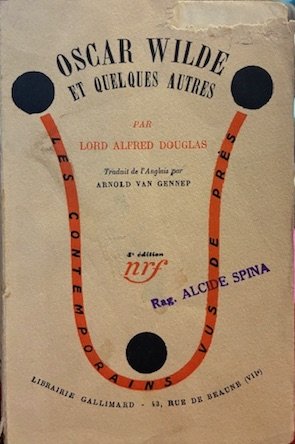 OSCAR WILDE
ET QUELQUES AUTRES
PAR
LORD ALFRED DOUGLAS
Traduit de l'Anglais par
ARNOLD VAN GENNEP
LES CONTEMPORAINS VUS DE PRÈS
8e édition
nrf
Rag. ALCIDE SPINA
LIBRAIRIE GALLIMARD - 43, RUE DE BEAUNE (VIIe)